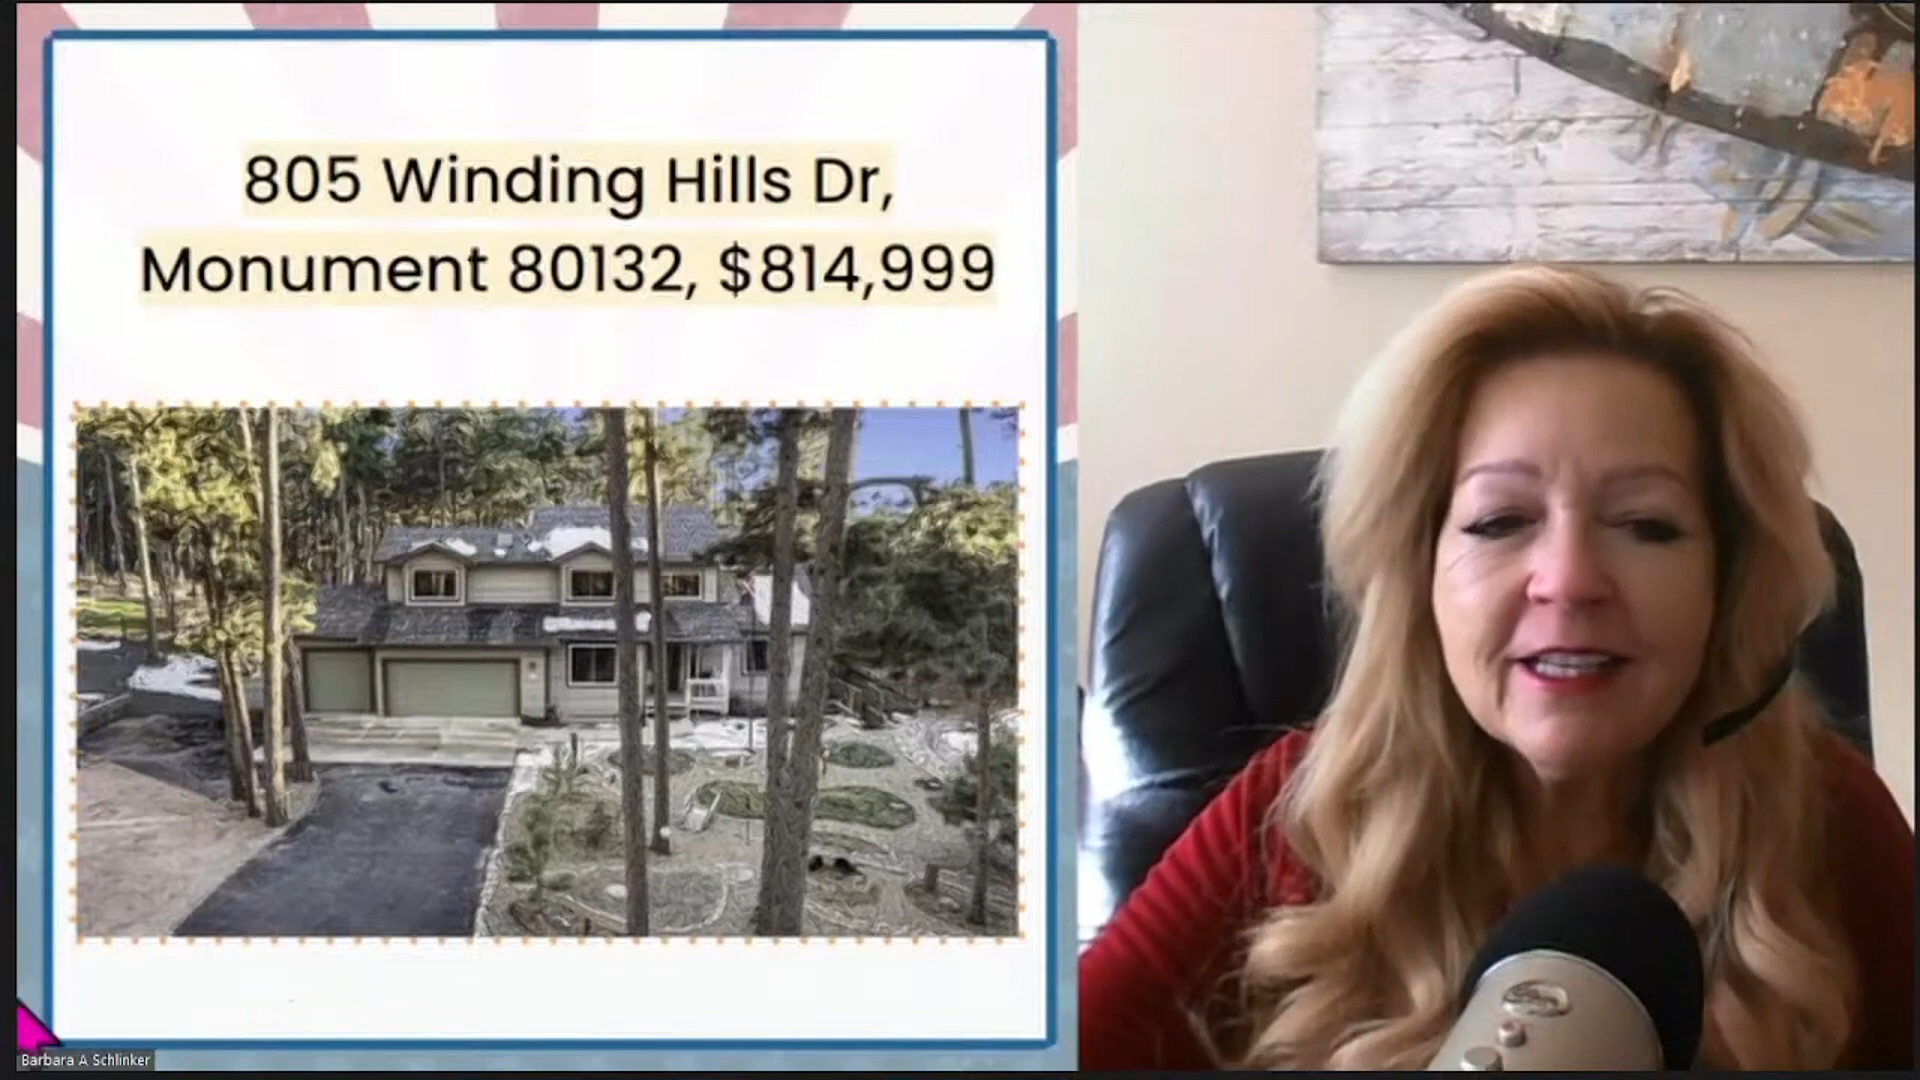 805 Winding Hills Dr,
Monument 80132, $814,999
Barbara A Schlinker